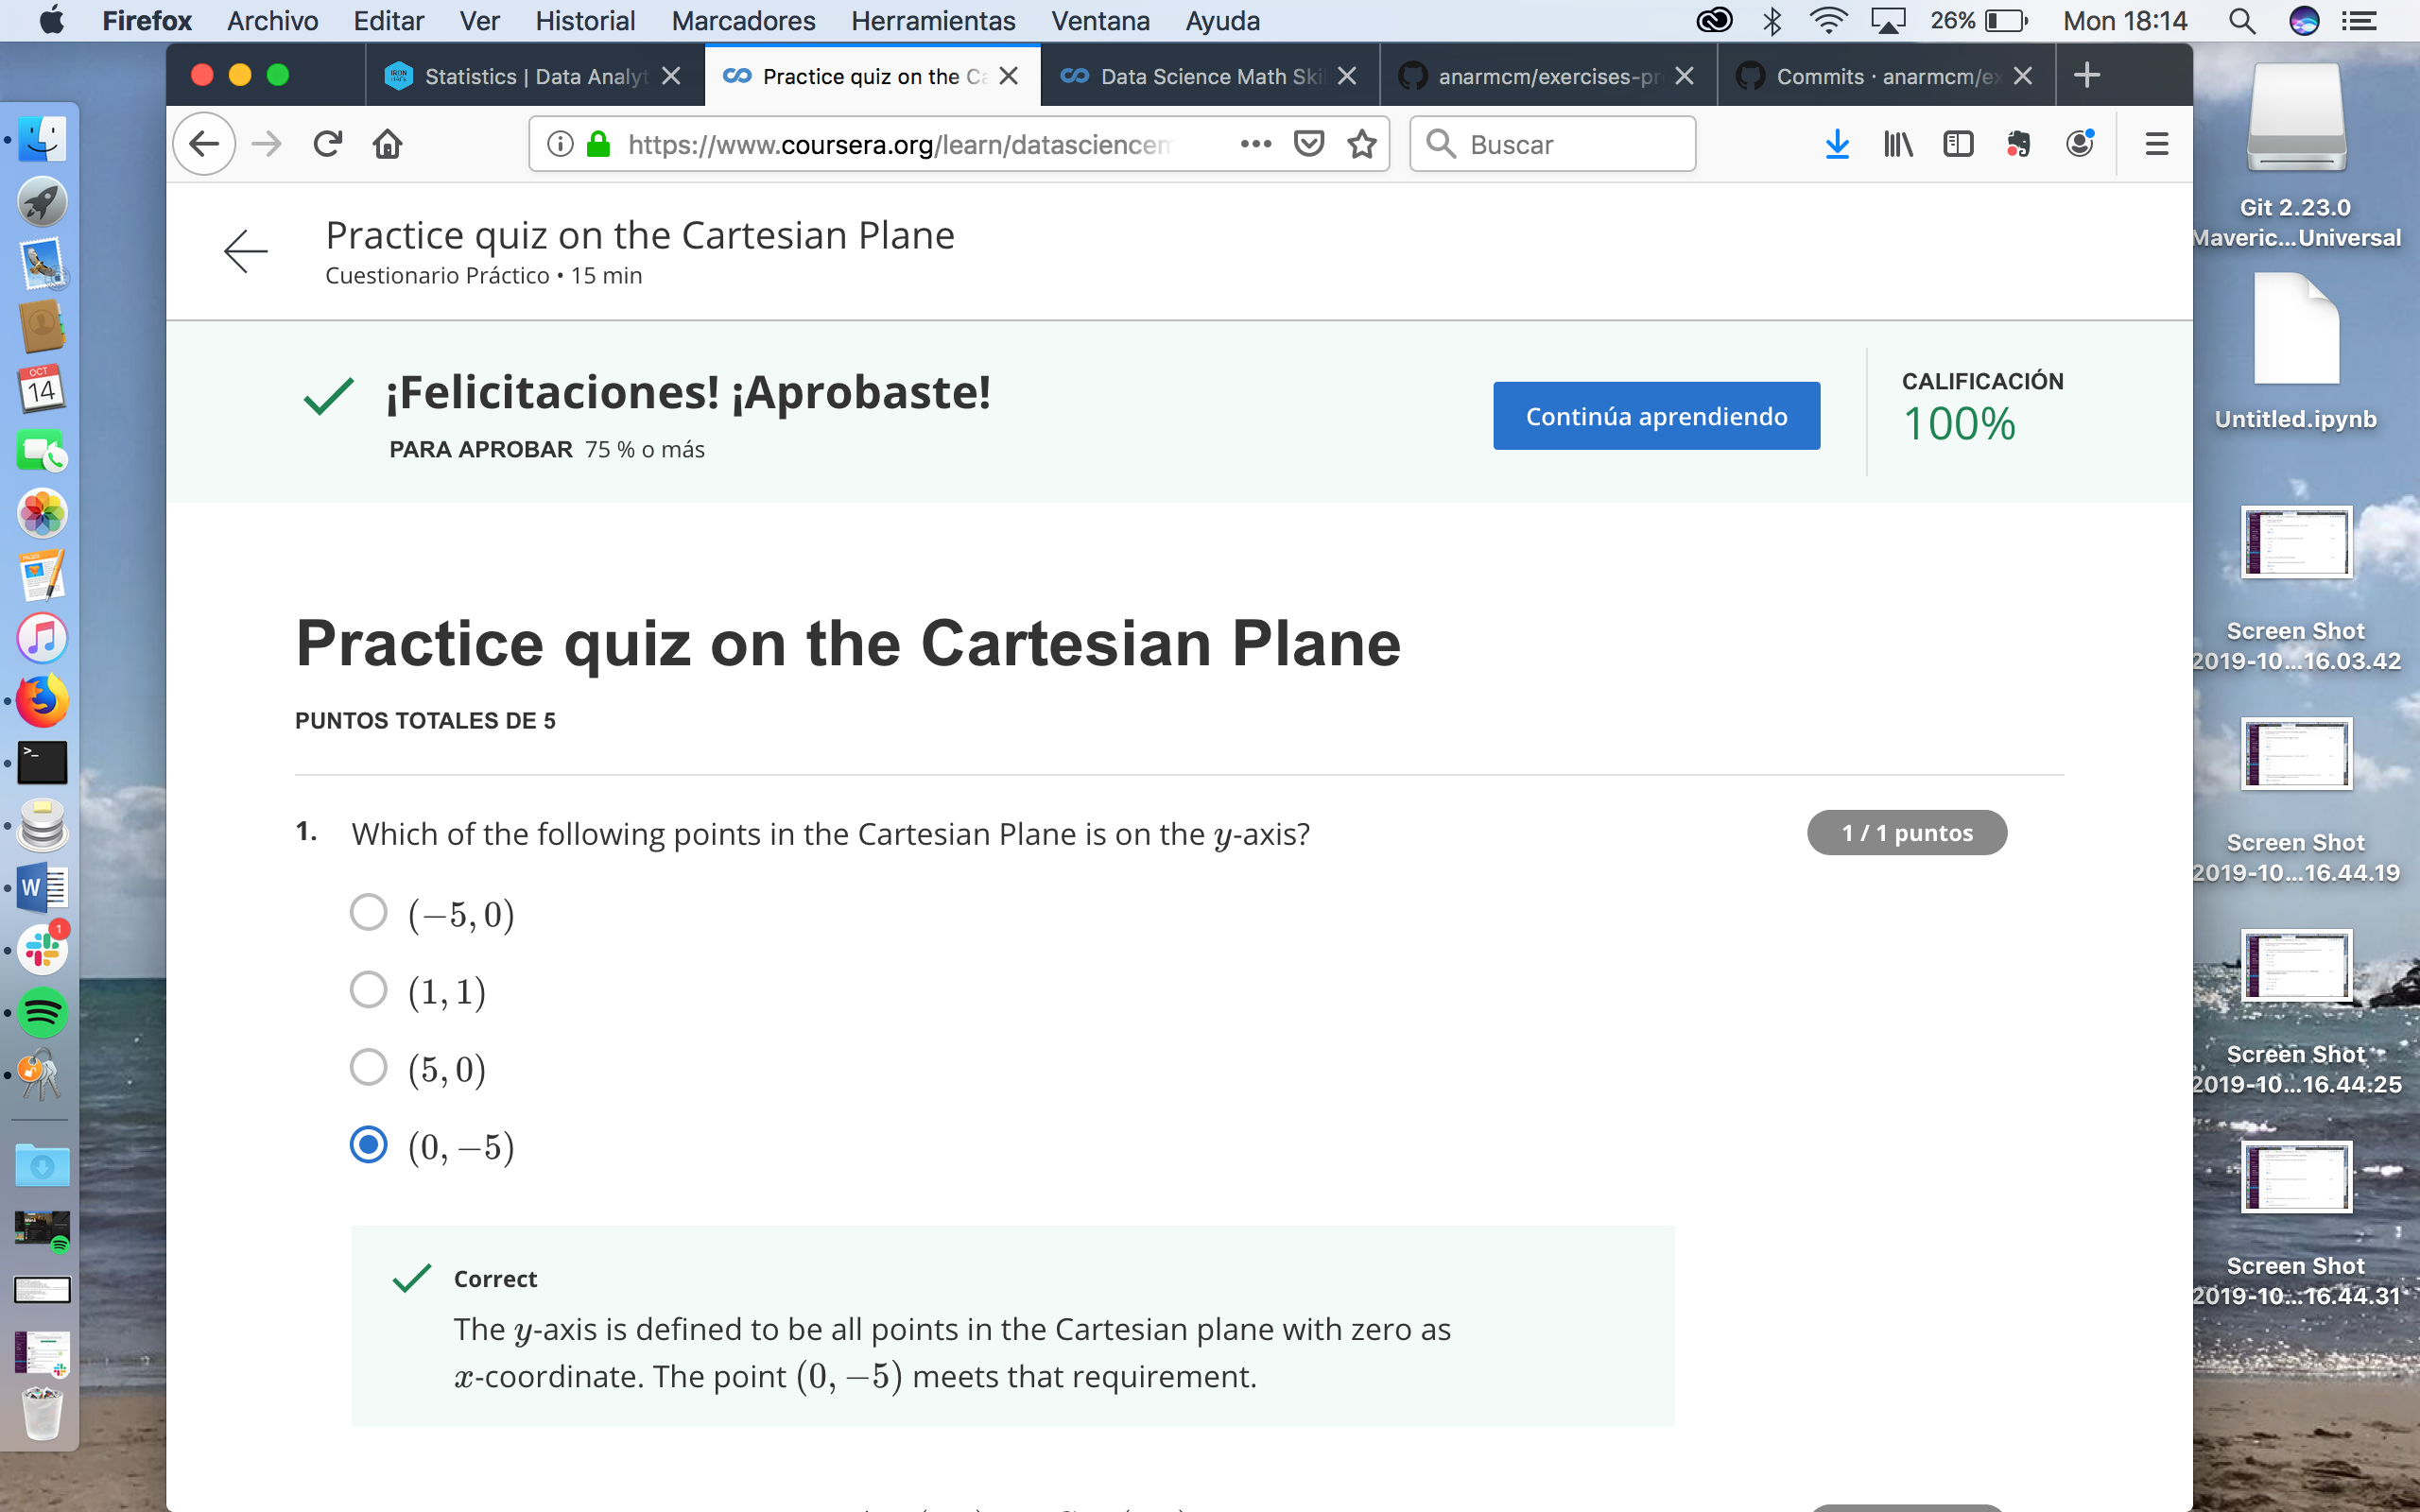 Firefox Archivo Editar Ver Historial Marcadores Herramientas Ventana Ayuda 26% Mon 18:14
Statistics | Data Analyt
Practice quiz on the Ca
Data Science Math Skil
anarmcm/exercises-pr
Commits · anarmcm/ex
https://www.coursera.org/learn/datasciencem
Buscar
Practice quiz on the Cartesian Plane
Cuestionario Práctico • 15 min
¡Felicitaciones! ¡Aprobaste!
PARA APROBAR 75 % o más
Continúa aprendiendo
CALIFICACIÓN
100%
Practice quiz on the Cartesian Plane
PUNTOS TOTALES DE 5
1. Which of the following points in the Cartesian Plane is on the y-axis?
1 / 1 puntos
(−5, 0)
(1, 1)
(5, 0)
(0, −5)
Correct
The y-axis is defined to be all points in the Cartesian plane with zero as
x-coordinate. The point (0, −5) meets that requirement.
Git 2.23.0
Maveric...Universal
Untitled.ipynb
Screen Shot
2019-10...16.03.42
Screen Shot
2019-10...16.44.19
Screen Shot
2019-10...16.44.25
Screen Shot
2019-10...16.44.31
OCT
14
PAGES
>_
W
1